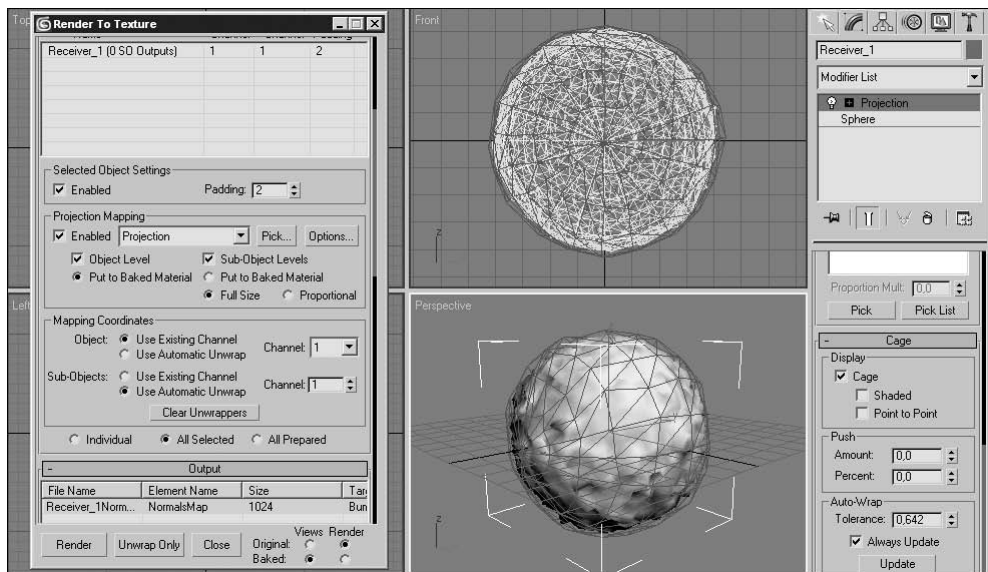 Render To Texture
Receiver_1 (0 SO Outputs) 1 1 2
Selected Object Settings
Enabled Padding: 2
Projection Mapping
Enabled Projection Pick... Options...
Object Level Sub-Object Levels
Put to Baked Material Put to Baked Material
Full Size Proportional
Mapping Coordinates
Object: Use Existing Channel
Use Automatic Unwrap
Channel: 1
Sub-Objects: Use Existing Channel
Use Automatic Unwrap
Channel: 1
Clear Unwrappers
Individual All Selected All Prepared
- Output
File Name Element Name Size
Receiver_1Norm... NormalsMap 1024
Render Unwrap Only Close
Views Render
Original:
Baked:
Top
Left
Front
z
Perspective
z
Receiver_1
Modifier List
Projection
Sphere
Proportion Mult: 0,0
Pick Pick List
- Cage
Display
Cage
Shaded
Point to Point
Push
Amount: 0,0
Percent: 0,0
Auto-Wrap
Tolerance: 0,642
Always Update
Update